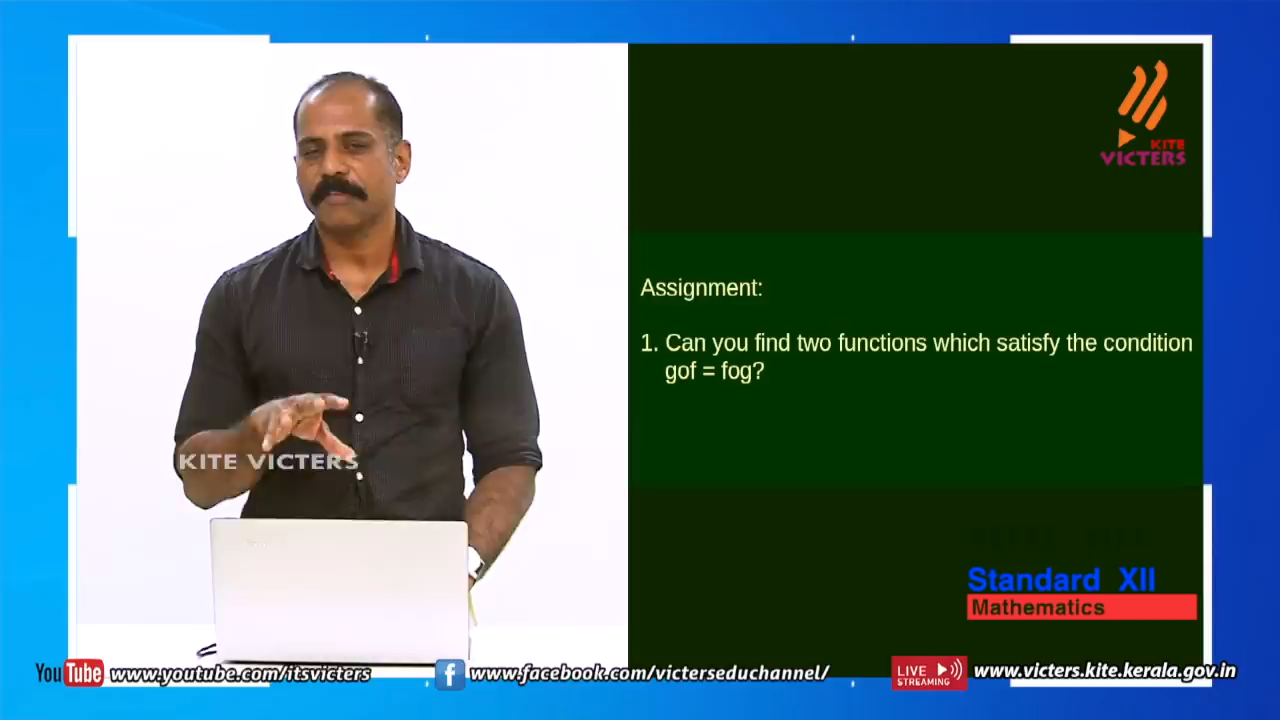 KITE
VICTERS
Assignment:
1. Can you find two functions which satisfy the condition
gof = fog?
KITE VICTERS
Standard XII
Mathematics
YouTube www.youtube.com/itsvicters
f www.facebook.com/victerseduchannel/
LIVE STREAMING www.victers.kite.kerala.gov.in